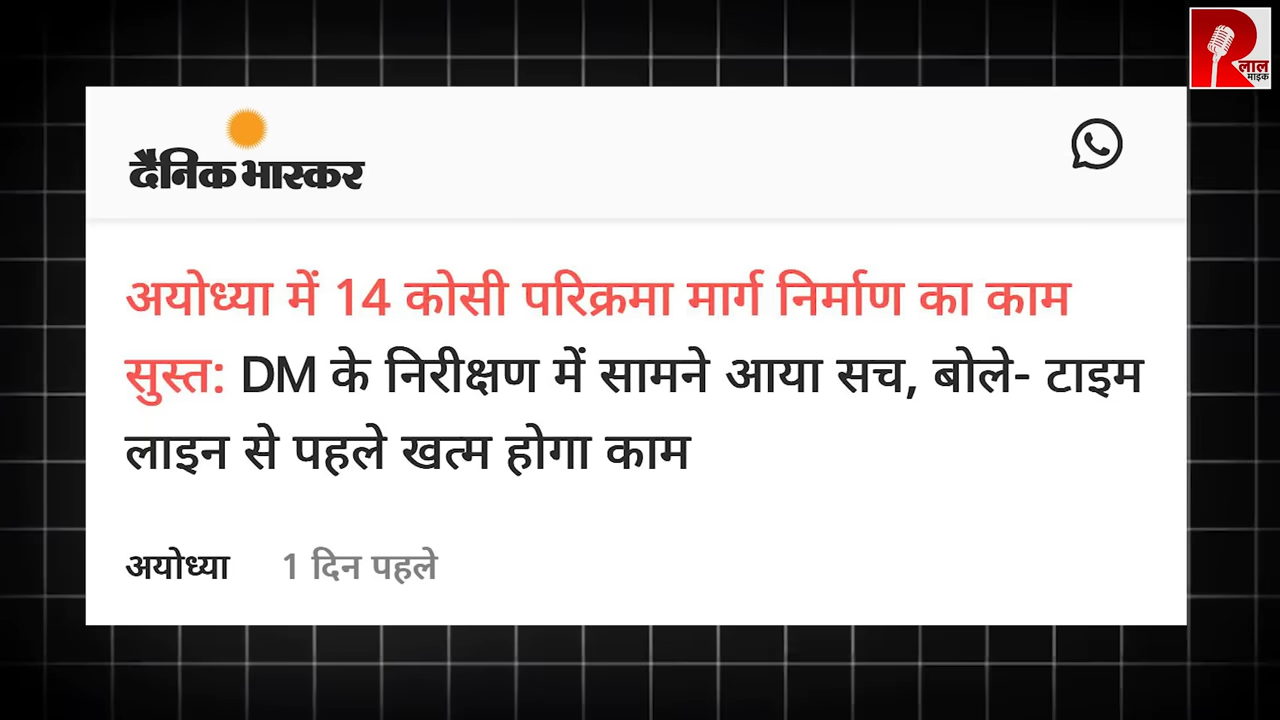 लाल
माइक
दैनिक भास्कर
अयोध्या में 14 कोसी परिक्रमा मार्ग निर्माण का काम
सुस्त: DM के निरीक्षण में सामने आया सच, बोले- टाइम
लाइन से पहले खत्म होगा काम
अयोध्या 1 दिन पहले